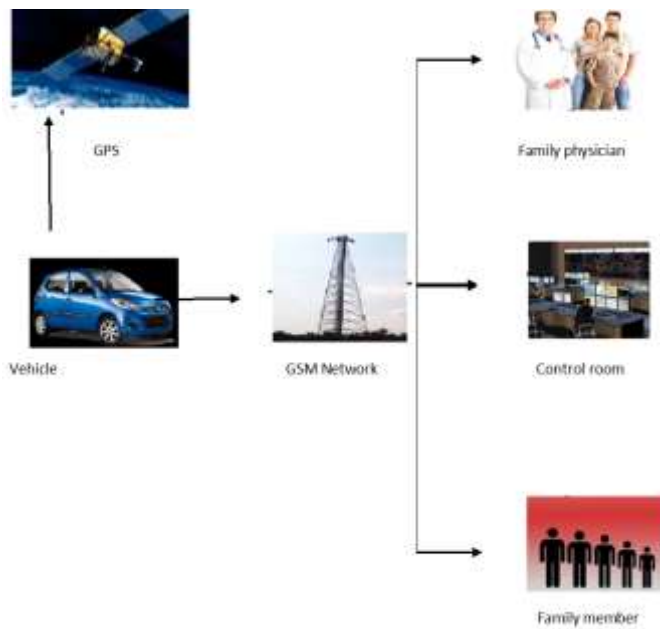 GPS
Family physician
Vehicle
GSM Network
Control room
Family member